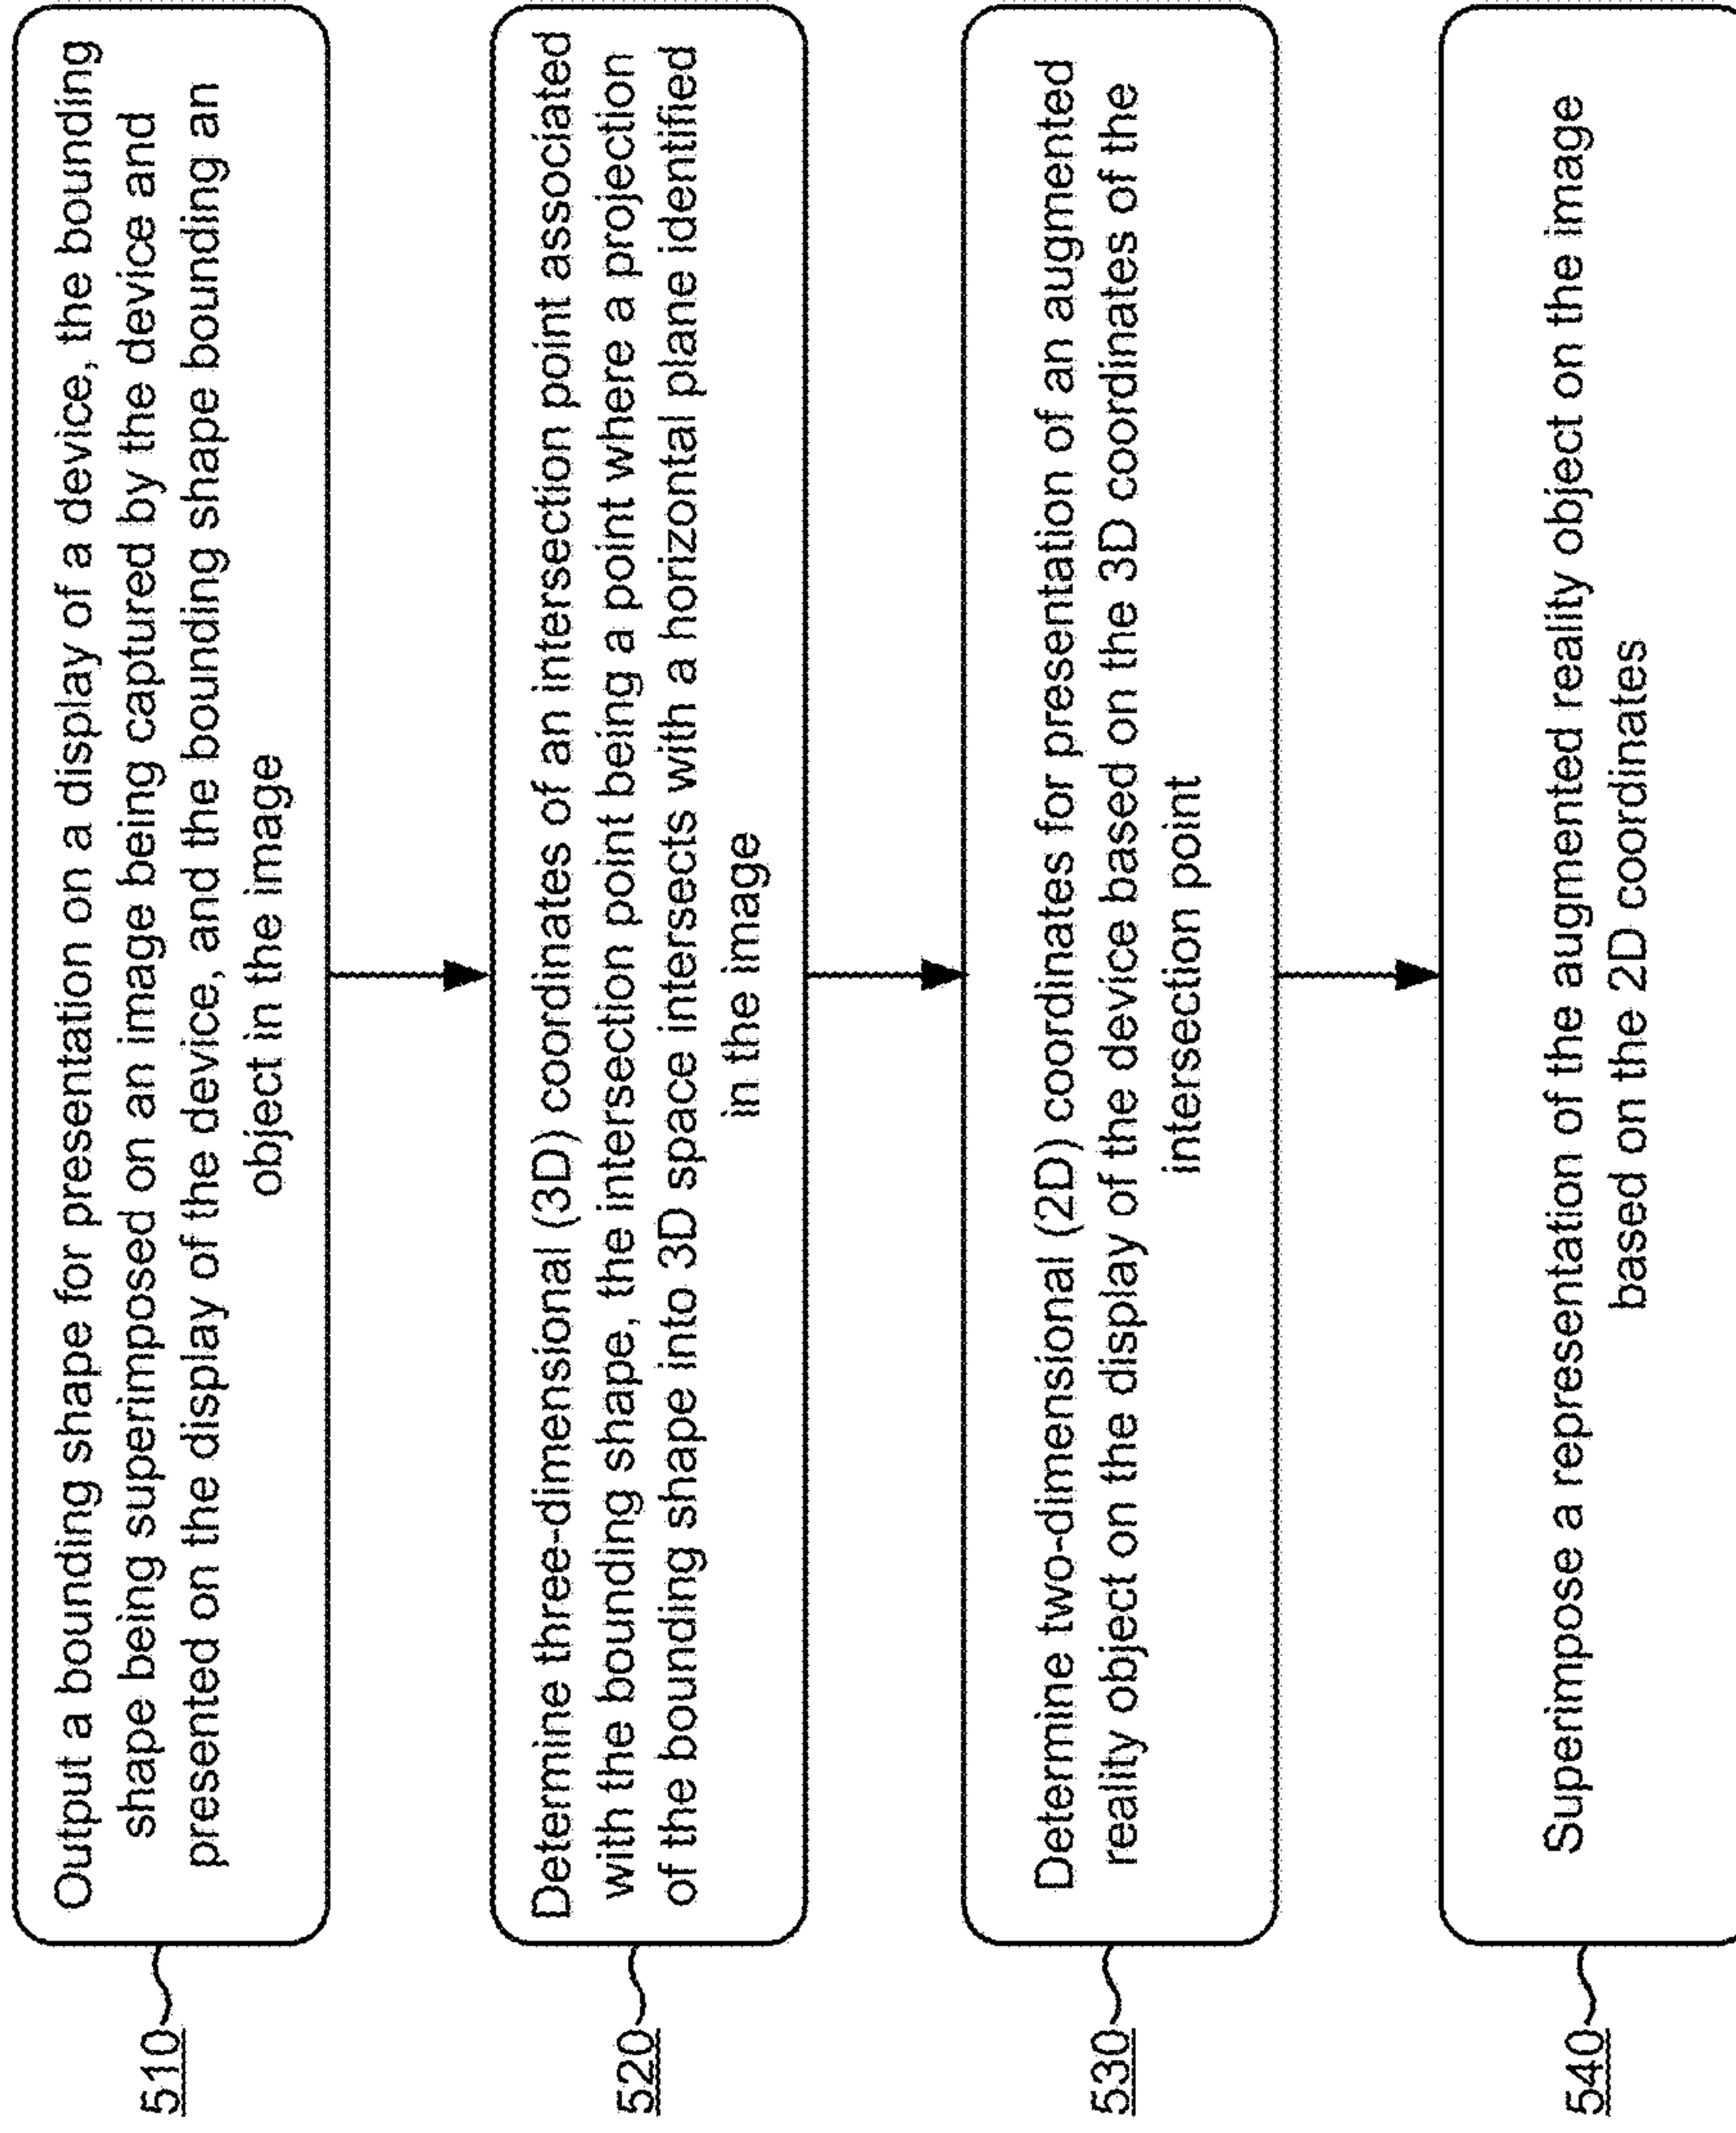 510
Output a bounding shape for presentation on a display of a device, the bounding
shape being superimposed on an image being captured by the device and
presented on the display of the device, and the bounding shape bounding an
object in the image
520
Determine three-dimensional (3D) coordinates of an intersection point associated
with the bounding shape, the intersection point being a point where a projection
of the bounding shape into 3D space intersects with a horizontal plane identified
in the image
530
Determine two-dimensional (2D) coordinates for presentation of an augmented
reality object on the display of the device based on the 3D coordinates of the
intersection point
540
Superimpose a representation of the augmented reality object on the image
based on the 2D coordinates